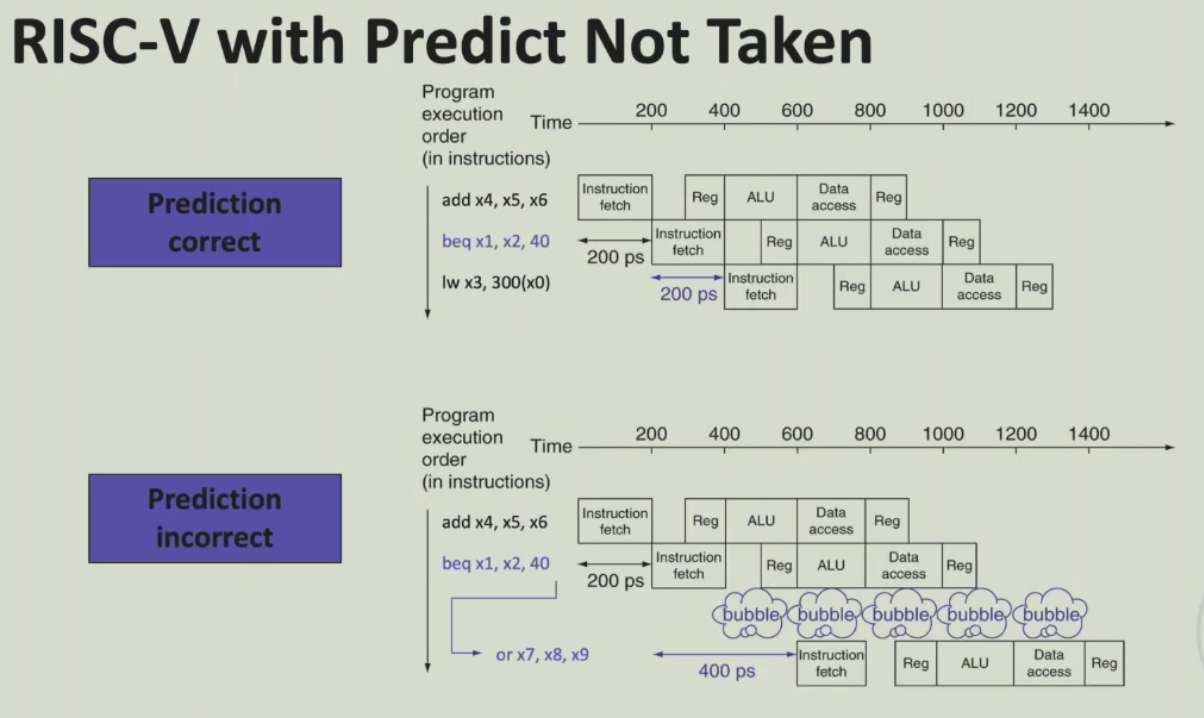 RISC-V with Predict Not Taken
Prediction
correct
Program
execution
order
(in instructions)
Time
200 400 600 800 1000 1200 1400
add x4, x5, x6
Instruction
fetch
Reg
ALU
Data
access
Reg
beq x1, x2, 40
200 ps
Instruction
fetch
Reg
ALU
Data
access
Reg
lw x3, 300(x0)
200 ps
Instruction
fetch
Reg
ALU
Data
access
Reg
Prediction
incorrect
Program
execution
order
(in instructions)
Time
200 400 600 800 1000 1200 1400
add x4, x5, x6
Instruction
fetch
Reg
ALU
Data
access
Reg
beq x1, x2, 40
200 ps
Instruction
fetch
Reg
ALU
Data
access
Reg
bubble bubble bubble bubble bubble
or x7, x8, x9
400 ps
Instruction
fetch
Reg
ALU
Data
access
Reg